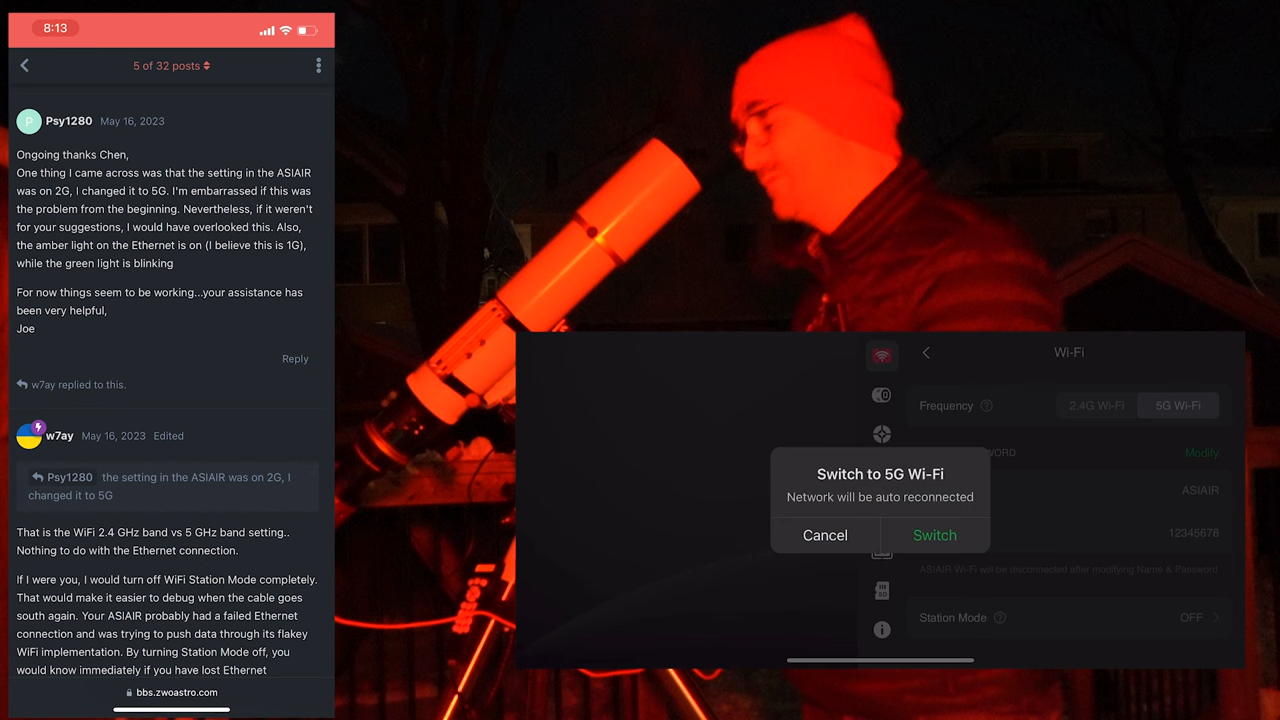 8:13
5 of 32 posts
P
Psy1280 May 16, 2023
Ongoing thanks Chen,
One thing I came across was that the setting in the ASIAIR
was on 2G, I changed it to 5G. I'm embarrassed if this was
the problem from the beginning. Nevertheless, if it weren't
for your suggestions, I would have overlooked this. Also,
the amber light on the Ethernet is on (I believe this is 1G),
while the green light is blinking
For now things seem to be working...your assistance has
been very helpful,
Joe
Reply
w7ay replied to this.
w7ay May 16, 2023 Edited
Psy1280 the setting in the ASIAIR was on 2G, I
changed it to 5G
That is the WiFi 2.4 GHz band vs 5 GHz band setting..
Nothing to do with the Ethernet connection.
If I were you, I would turn off WiFi Station Mode completely.
That would make it easier to debug when the cable goes
south again. Your ASIAIR probably had a failed Ethernet
connection and was trying to push data through its flakey
WiFi implementation. By turning Station Mode off, you
would know immediately if you have lost Ethernet
bbs.zwoastro.com
Wi-Fi
Frequency 2.4G Wi-Fi 5G Wi-Fi
WORD Modify
ASIAIR
12345678
Switch to 5G Wi-Fi
Network will be auto reconnected
Cancel Switch
ASIAIR Wi-Fi will be disconnected after modifying Name & Password
SD
Station Mode OFF